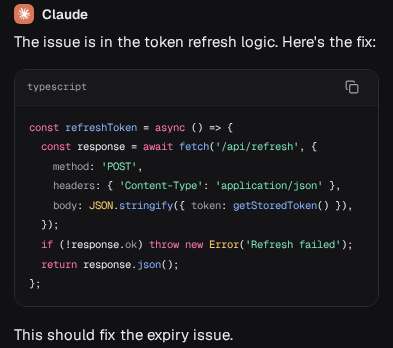 Claude
The issue is in the token refresh logic. Here's the fix:
typescript
const refreshToken = async () => {
  const response = await fetch('/api/refresh', {
    method: 'POST',
    headers: { 'Content-Type': 'application/json' },
    body: JSON.stringify({ token: getStoredToken() }),
  });
  if (!response.ok) throw new Error('Refresh failed');
  return response.json();
};
This should fix the expiry issue.